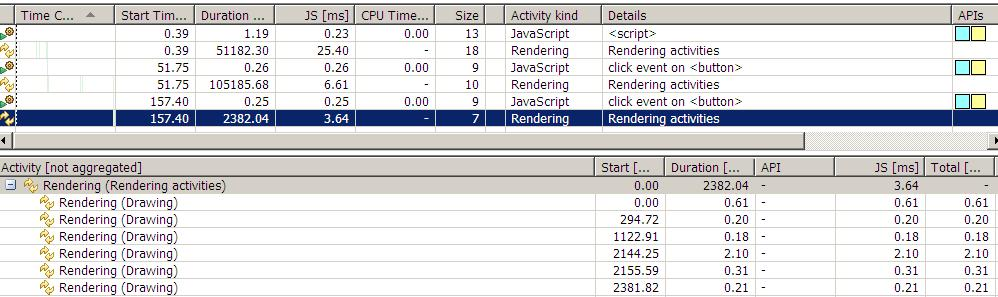 Time C... Start Tim... Duration ... JS [ms] CPU Time... Size Activity kind Details APIs
0.39 1.19 0.23 0.00 13 JavaScript <script>
0.39 51182.30 25.40 - 18 Rendering Rendering activities
51.75 0.26 0.26 0.00 9 JavaScript click event on <button>
51.75 105185.68 6.61 - 10 Rendering Rendering activities
157.40 0.25 0.25 0.00 9 JavaScript click event on <button>
157.40 2382.04 3.64 - 7 Rendering Rendering activities
Activity [not aggregated] Start [... Duration [... API JS [ms] Total [...
Rendering (Rendering activities) 0.00 2382.04 - 3.64 -
Rendering (Drawing) 0.00 0.61 - 0.61 0.61
Rendering (Drawing) 294.72 0.20 - 0.20 0.20
Rendering (Drawing) 1122.91 0.18 - 0.18 0.18
Rendering (Drawing) 2144.25 2.10 - 2.10 2.10
Rendering (Drawing) 2155.59 0.31 - 0.31 0.31
Rendering (Drawing) 2381.82 0.21 - 0.21 0.21